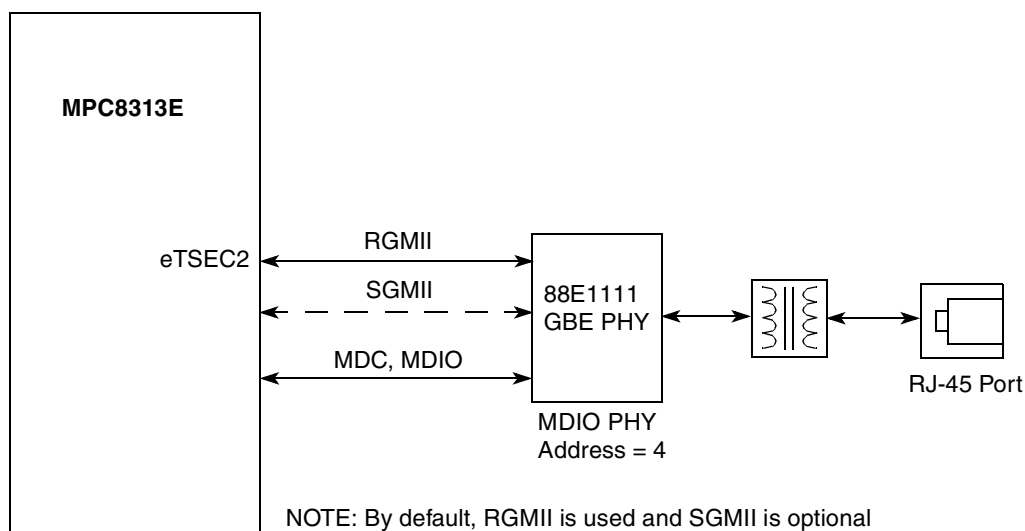 MPC8313E
eTSEC2
RGMII
SGMII
MDC, MDIO
88E1111
GBE PHY
MDIO PHY
Address = 4
RJ-45 Port
NOTE: By default, RGMII is used and SGMII is optional